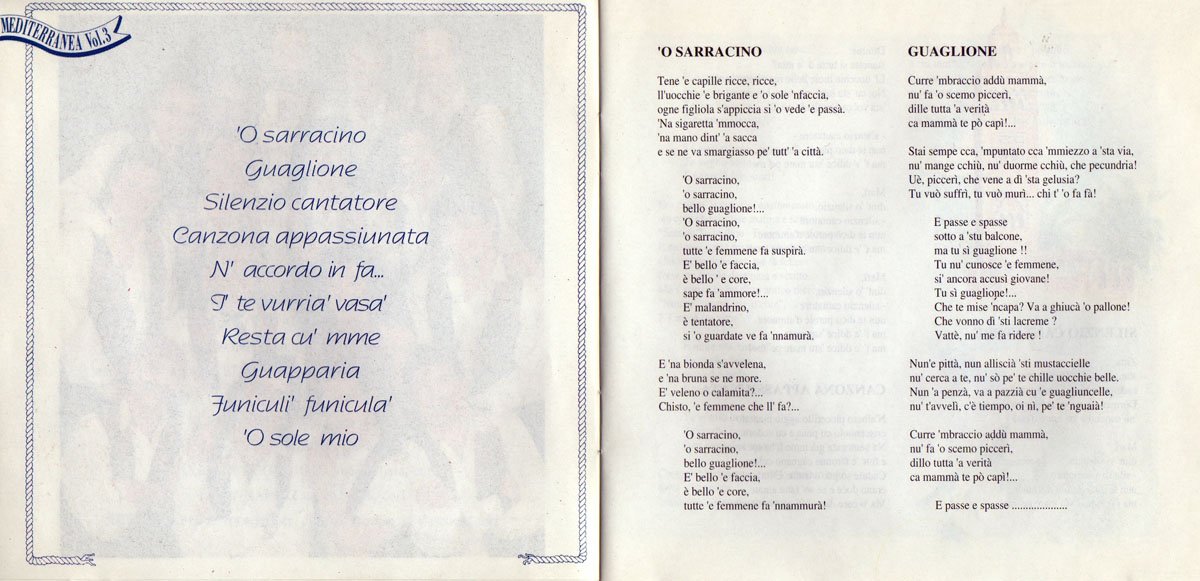 MEDITERRANEA Vol.3
'O sarracino
Guaglione
Silenzio cantatore
Canzona appassiunata
N' accordo in fa...
I' te vurria' vasa'
Resta cu' mme
Guapparia
Funiculi' funicula'
'O sole mio
'O SARRACINO
Tene 'e capille ricce, ricce,
ll'uocchie 'e brigante e 'o sole 'nfaccia,
ogne figliola s'appiccia si 'o vede 'e passà.
'Na sigaretta 'mmocca,
'na mano dint' 'a sacca
e se ne va smargiasso pe' tutt' 'a città.
'O sarracino,
'o sarracino,
bello guaglione!...
'O sarracino,
'o sarracino,
tutte 'e femmene fa suspirà.
E' bello 'e faccia,
è bello ' e core,
sape fa 'ammore!...
E' malandrino,
è tentatore,
si 'o guardate ve fa 'nnamurà.
E 'na bionda s'avvelena,
e 'na bruna se ne more.
E' veleno o calamita?...
Chisto, 'e femmene che ll' fa?...
'O sarracino,
'o sarracino,
bello guaglione!...
E' bello 'e faccia,
è bello 'e core,
tutte 'e femmene fa 'nnammurà!
GUAGLIONE
Curre 'mbraccio addù mammà,
nu' fa 'o scemo piccerì,
dille tutta 'a verità
ca mammà te pò capì!...
Stai sempe cca, 'mpuntato cca 'mmiezzo a 'sta via,
nu' mange cchiù, nu' duorme cchiù, che pecundria!
Uè, piccerì, che vene a dì 'sta gelusia?
Tu vuò suffrì, tu vuò murì... chi t' 'o fa fà!
E passe e spasse
sotto a 'stu balcone,
ma tu sì guaglione !!
Tu nu' cunosce 'e femmene,
si' ancora accusì giovane!
Tu sì guaglione!...
Che te mise 'ncapa? Va a ghiucà 'o pallone!
Che vonno dì 'sti lacreme ?
Vattè, nu' me fa ridere !
Nun'e pittà, nun alliscià 'sti mustaccielle
nu' cerca a te, nu' sò pe' te chille uocchie belle.
Nun 'a penzà, va a pazzià cu 'e guagliuncelle,
nu' t'avvelì, c'è tiempo, oi nì, pe' te 'nguaià!
Curre 'mbraccio addù mammà,
nu' fa 'o scemo piccerì,
dillo tutta 'a verità
ca mammà te pò capì!...
E passe e spasse ....................